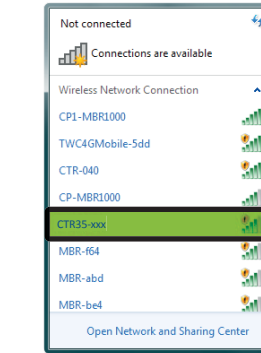 Not connected
Connections are available
Wireless Network Connection
CP1-MBR1000
TWC4GMobile-5dd
CTR-040
CP-MBR1000
CTR35-xxx
MBR-f64
MBR-abd
MBR-be4
Open Network and Sharing Center